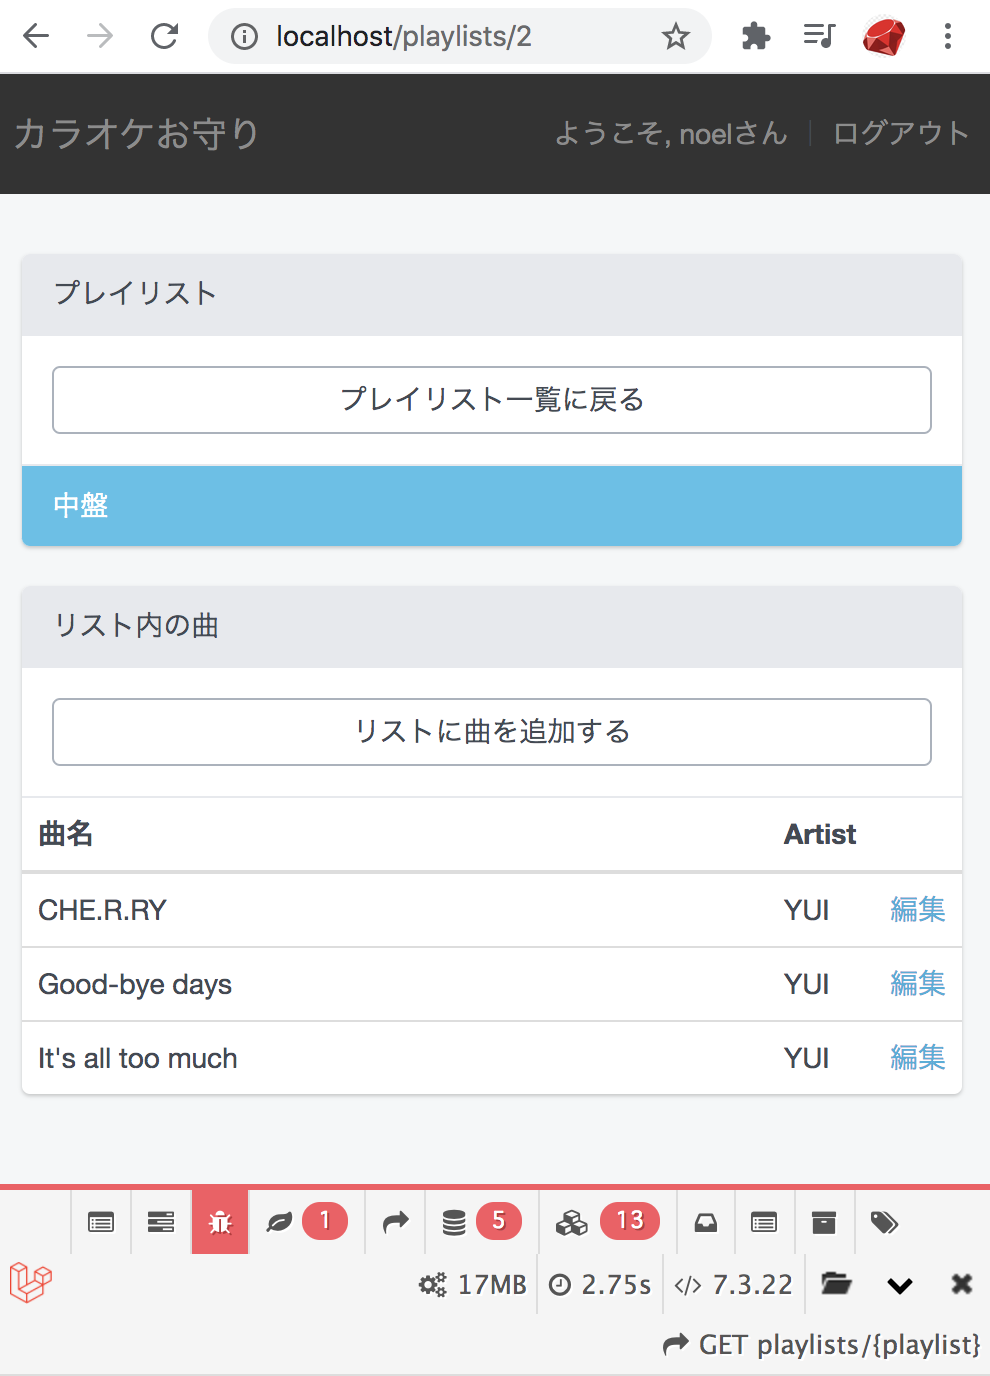 localhost/playlists/2
カラオケお守り ようこそ, noelさん ログアウト
プレイリスト
プレイリスト一覧に戻る
中盤
リスト内の曲
リストに曲を追加する
曲名 Artist
CHE.R.RY YUI 編集
Good-bye days YUI 編集
It's all too much YUI 編集
1 5 13
17MB 2.75s 7.3.22
GET playlists/{playlist}